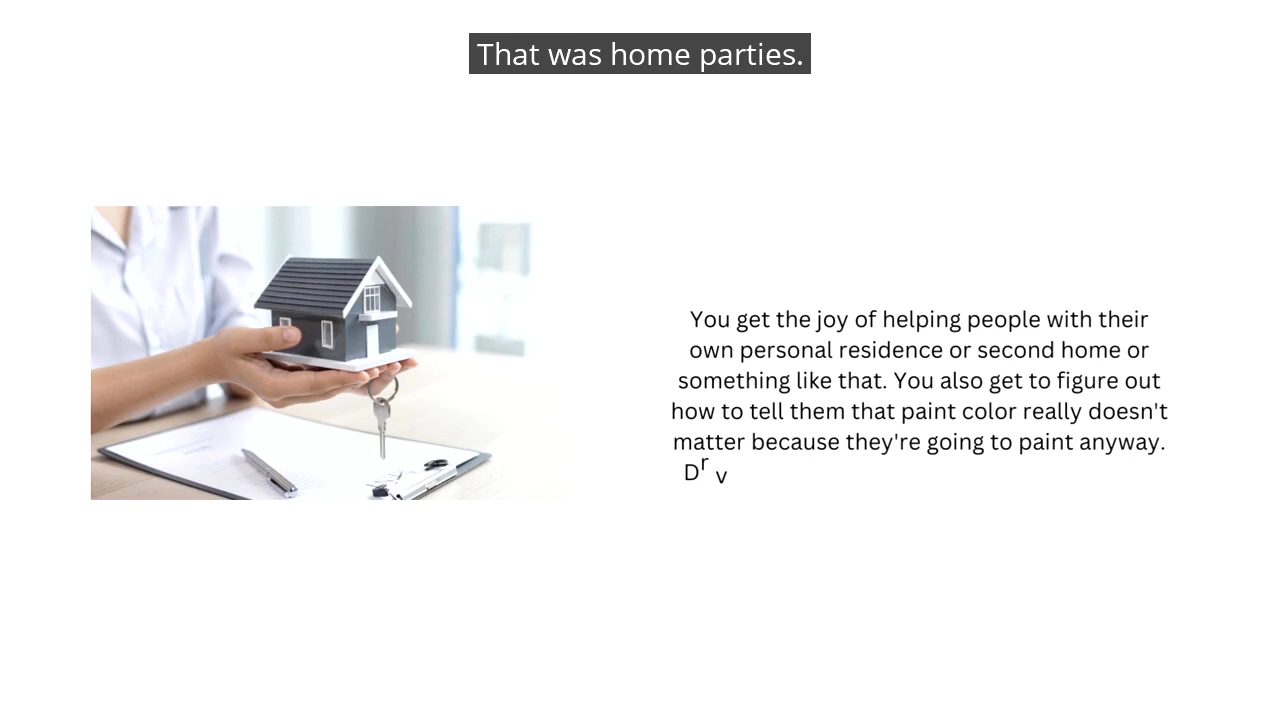 That was home parties.
You get the joy of helping people with their
own personal residence or second home or
something like that. You also get to figure out
how to tell them that paint color really doesn't
matter because they're going to paint anyway.
Dr v